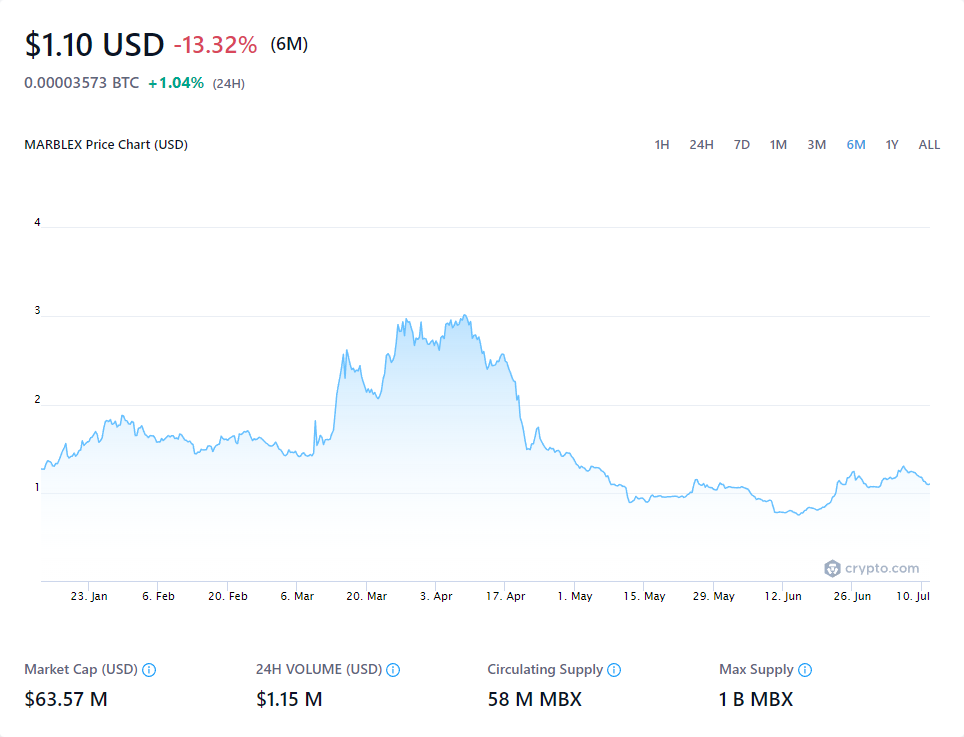 $1.10 USD -13.32% (6M)
0.00003573 BTC +1.04% (24H)
MARBLEX Price Chart (USD) 1H 24H 7D 1M 3M 6M 1Y ALL
4
3
2
1
crypto.com
23. Jan 6. Feb 20. Feb 6. Mar 20. Mar 3. Apr 17. Apr 1. May 15. May 29. May 12. Jun 26. Jun 10. Jul
Market Cap (USD) 24H VOLUME (USD) Circulating Supply Max Supply
$63.57 M $1.15 M 58 M MBX 1 B MBX